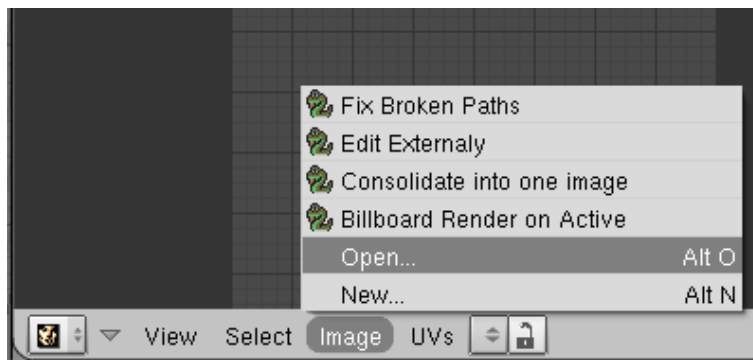 Fix Broken Paths
Edit Externaly
Consolidate into one image
Billboard Render on Active
Open... Alt O
New... Alt N
View Select Image UVs